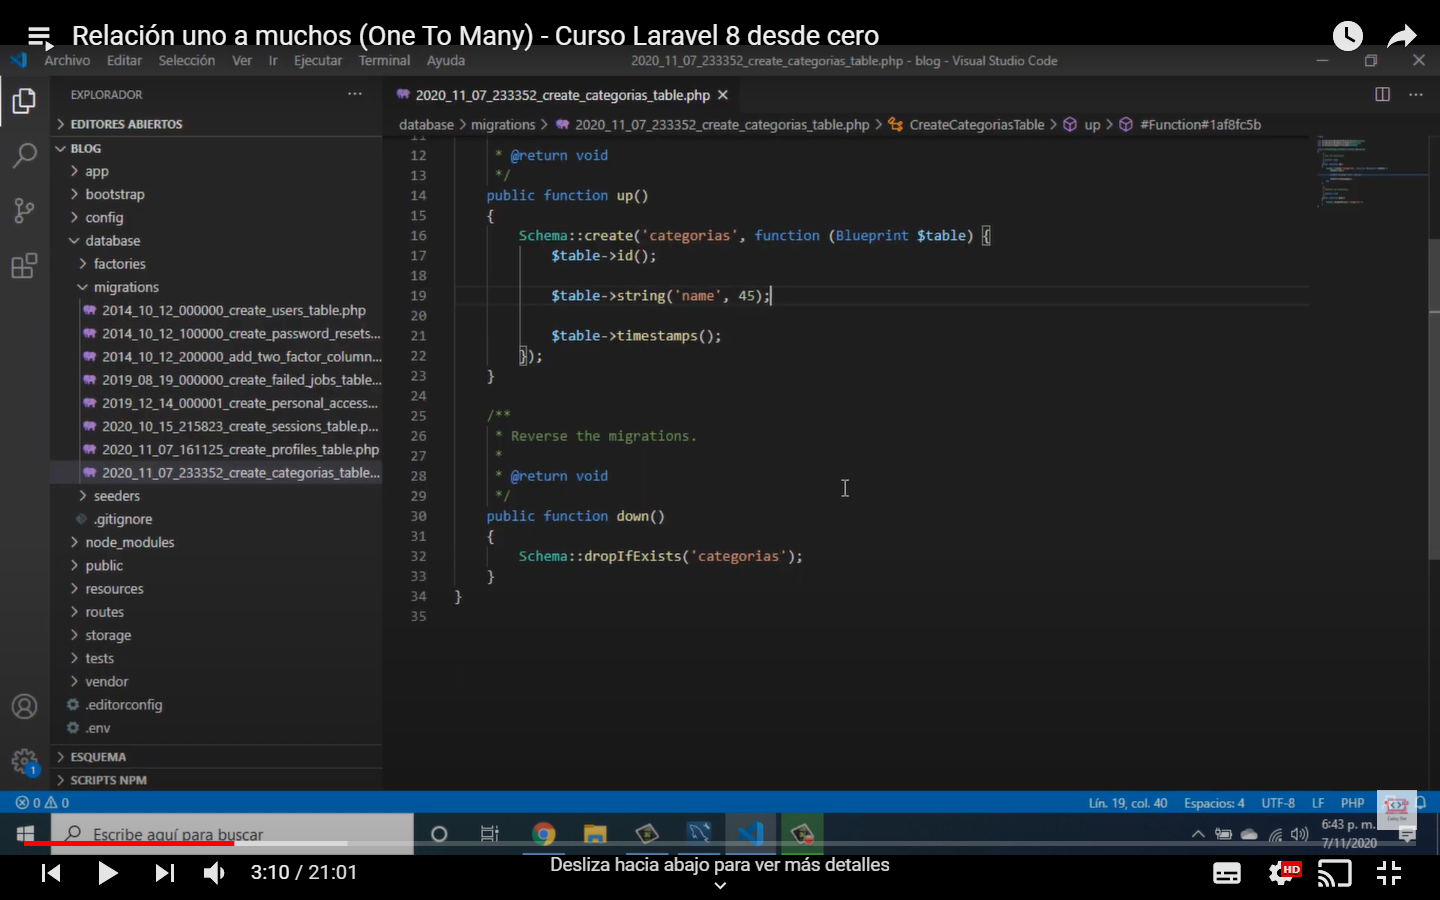 Relación uno a muchos (One To Many) - Curso Laravel 8 desde cero
Archivo Editar Selección Ver Ir Ejecutar Terminal Ayuda
2020_11_07_233352_create_categorias_table.php - blog - Visual Studio Code
EXPLORADOR
EDITORES ABIERTOS
BLOG
app
bootstrap
config
database
factories
migrations
2014_10_12_000000_create_users_table.php
2014_10_12_100000_create_password_resets...
2014_10_12_200000_add_two_factor_column...
2019_08_19_000000_create_failed_jobs_table...
2019_12_14_000001_create_personal_access...
2020_10_15_215823_create_sessions_table.p...
2020_11_07_161125_create_profiles_table.php
2020_11_07_233352_create_categorias_table...
seeders
.gitignore
node_modules
public
resources
routes
storage
tests
vendor
.editorconfig
.env
ESQUEMA
SCRIPTS NPM
2020_11_07_233352_create_categorias_table.php
database > migrations > 2020_11_07_233352_create_categorias_table.php > CreateCategoriasTable > up > #Function#1af8fc5b
11
12 * @return void
13 */
14 public function up()
15 {
16 Schema::create('categorias', function (Blueprint $table) {
17 $table->id();
18
19 $table->string('name', 45);
20
21 $table->timestamps();
22 });
23 }
24
25 /**
26 * Reverse the migrations.
27 *
28 * @return void
29 */
30 public function down()
31 {
32 Schema::dropIfExists('categorias');
33 }
34 }
35
1
0 0
Lín. 19, col. 40 Espacios: 4 UTF-8 LF PHP
Escribe aquí para buscar
6:43 p. m.
7/11/2020
3:10 / 21:01
Desliza hacia abajo para ver más detalles
HD